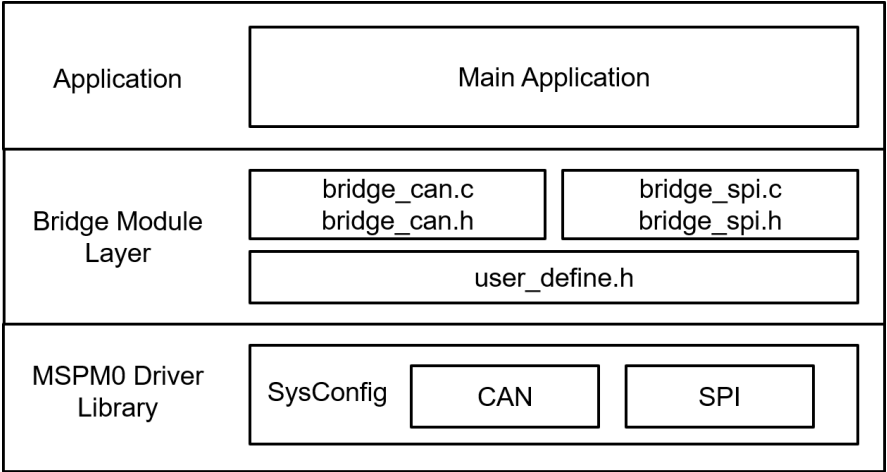 Application
Main Application
Bridge Module
Layer
bridge_can.c
bridge_can.h
bridge_spi.c
bridge_spi.h
user_define.h
MSPM0 Driver
Library
SysConfig
CAN
SPI